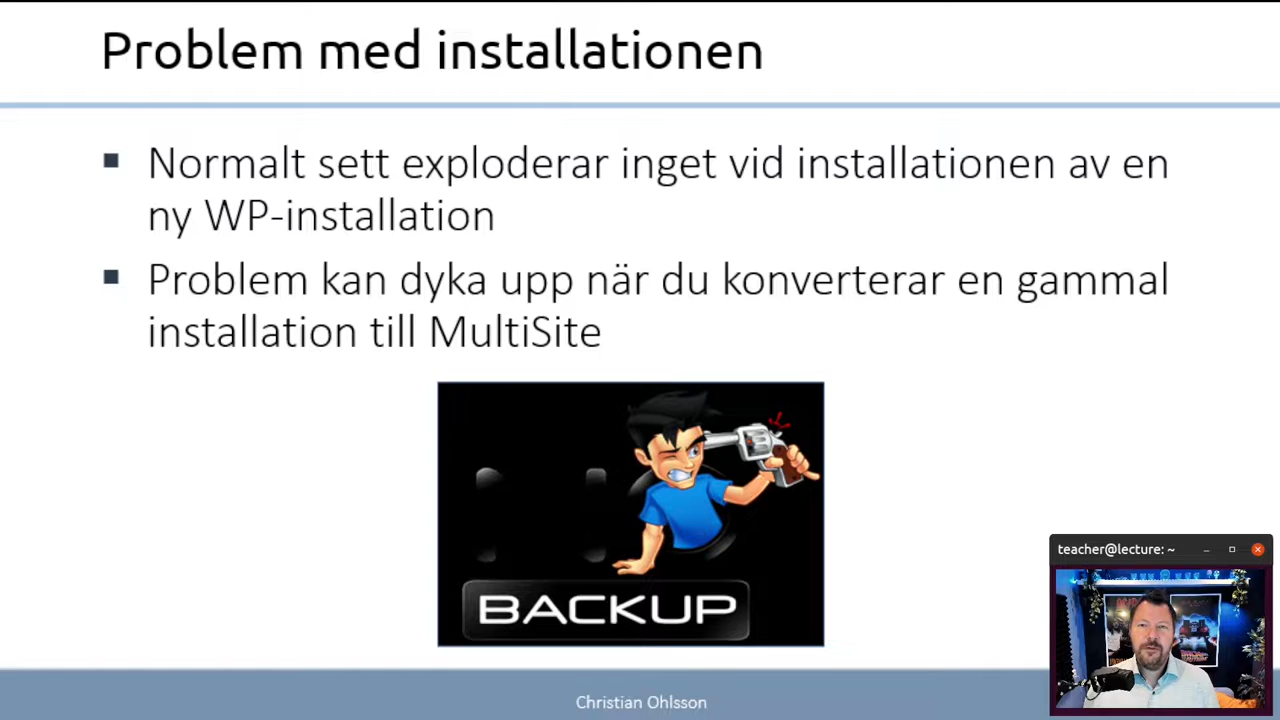 Problem med installationen
▪ Normalt sett exploderar inget vid installationen av en
ny WP-installation
▪ Problem kan dyka upp när du konverterar en gammal
installation till MultiSite
BACKUP
teacher@lecture: ~
Christian Ohlsson